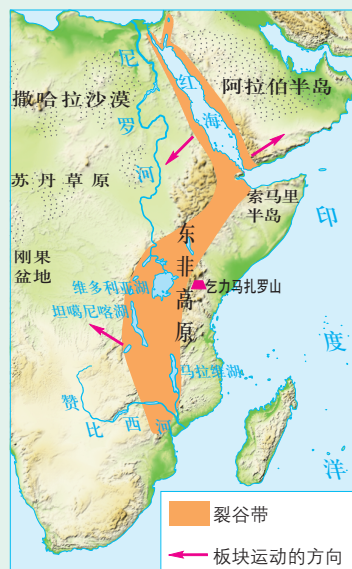 尼罗河
红海
阿拉伯半岛
撒哈拉沙漠
苏丹草原
索马里
半岛
刚果
盆地
东非高原
维多利亚湖
乞力马扎罗山
坦噶尼喀湖
马拉维湖
赞比西河
印度洋
裂谷带
板块运动的方向